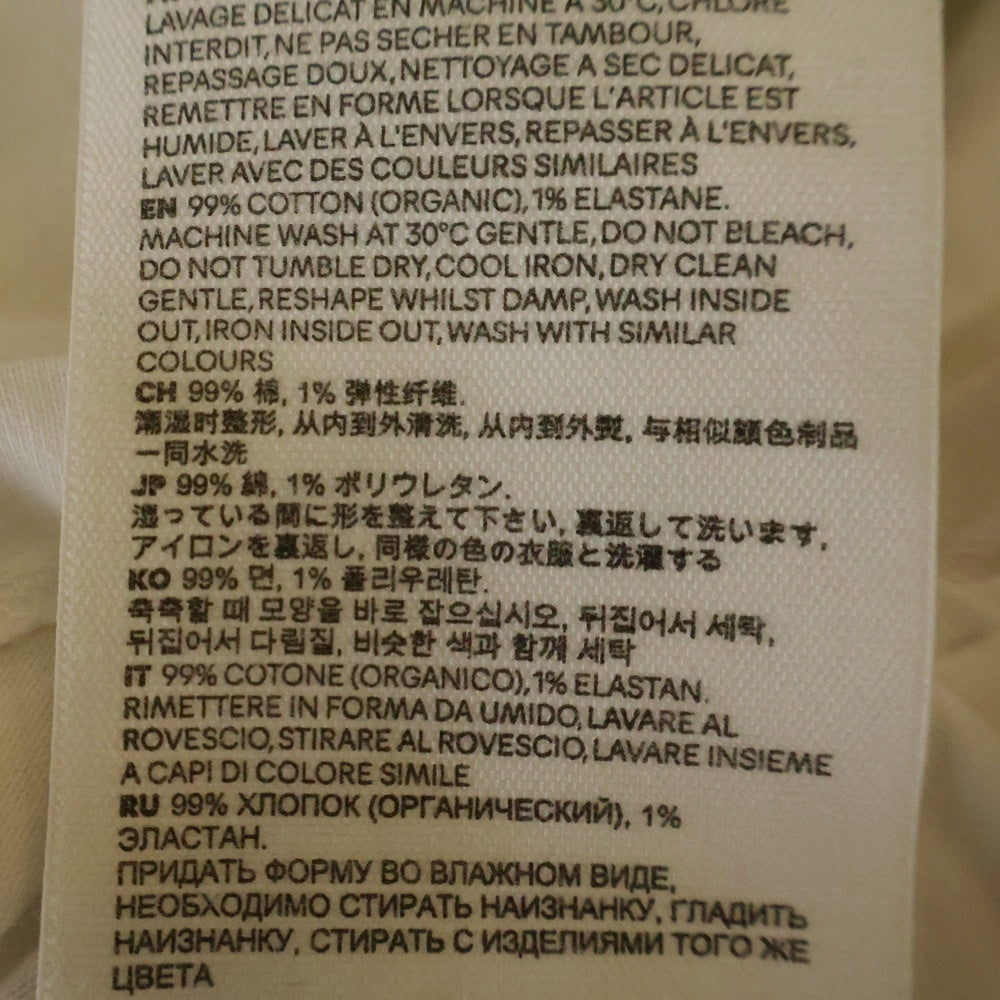 LAVAGE DELICAT EN MACHINE A 30°C, CHLORE
INTERDIT, NE PAS SECHER EN TAMBOUR,
REPASSAGE DOUX, NETTOYAGE A SEC DELICAT,
REMETTRE EN FORME LORSQUE L'ARTICLE EST
HUMIDE, LAVER À L'ENVERS, REPASSER À L'ENVERS,
LAVER AVEC DES COULEURS SIMILAIRES
EN 99% COTTON (ORGANIC), 1% ELASTANE.
MACHINE WASH AT 30°C GENTLE, DO NOT BLEACH,
DO NOT TUMBLE DRY, COOL IRON, DRY CLEAN
GENTLE, RESHAPE WHILST DAMP, WASH INSIDE
OUT, IRON INSIDE OUT, WASH WITH SIMILAR
COLOURS
CH 99% 棉, 1% 弹性纤维.
潮湿时整形, 从内到外清洗, 从内到外熨, 与相似颜色制品
一同水洗
JP 99% 綿, 1% ポリウレタン.
湿っている間に形を整えて下さい, 裏返して洗います,
アイロンを裏返し, 同様の色の衣服と洗濯する
KO 99% 면, 1% 폴리우레탄.
축축할 때 모양을 바로 잡으십시오, 뒤집어서 세탁,
뒤집어서 다림질, 비슷한 색과 함께 세탁
IT 99% COTONE (ORGANICO), 1% ELASTAN.
RIMETTERE IN FORMA DA UMIDO, LAVARE AL
ROVESCIO, STIRARE AL ROVESCIO, LAVARE INSIEME
A CAPI DI COLORE SIMILE
RU 99% ХЛОПОК (ОРГАНИЧЕСКИЙ), 1%
ЭЛАСТАН.
ПРИДАТЬ ФОРМУ ВО ВЛАЖНОМ ВИДЕ,
НЕОБХОДИМО СТИРАТЬ НАИЗНАНКУ, ГЛАДИТЬ
НАИЗНАНКУ, СТИРАТЬ С ИЗДЕЛИЯМИ ТОГО ЖЕ
ЦВЕТА